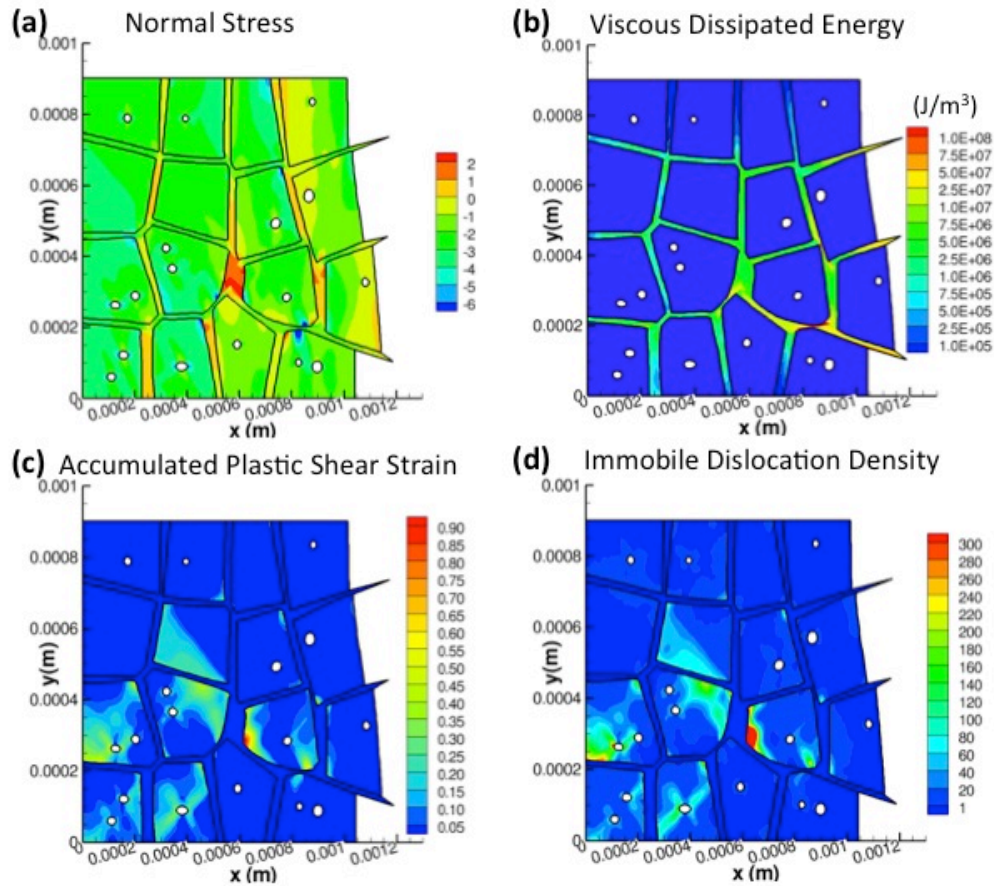 (a) Normal Stress
0.001
0.0008
0.0006
0.0004
0.0002
0
y(m)
0.0002 0.0004 0.0006 0.0008 0.001 0.0012
x (m)
2
1
0
-1
-2
-3
-4
-5
-6
(b) Viscous Dissipated Energy
0.001
0.0008
0.0006
0.0004
0.0002
0
y(m)
0 0.0002 0.0004 0.0006 0.0008 0.001 0.0012
x (m)
(J/m³)
1.0E+08
7.5E+07
5.0E+07
1.0E+07
7.5E+06
5.0E+06
2.5E+06
1.0E+06
7.5E+05
5.0E+05
2.5E+05
1.0E+05
(c) Accumulated Plastic Shear Strain
0.001
0.0008
0.0006
0.0004
0.0002
0
y(m)
0.0002 0.0004 0.0006 0.0008 0.001 0.0012
x (m)
0.90
0.85
0.80
0.75
0.70
0.65
0.60
0.55
0.50
0.45
0.40
0.35
0.30
0.25
0.20
0.15
0.10
0.05
(d) Immobile Dislocation Density
0.001
0.0008
0.0006
0.0004
0.0002
0
y(m)
0 0.0002 0.0004 0.0006 0.0008 0.001 0.0012
x (m)
300
280
260
240
220
200
180
160
140
120
100
80
60
40
20
1